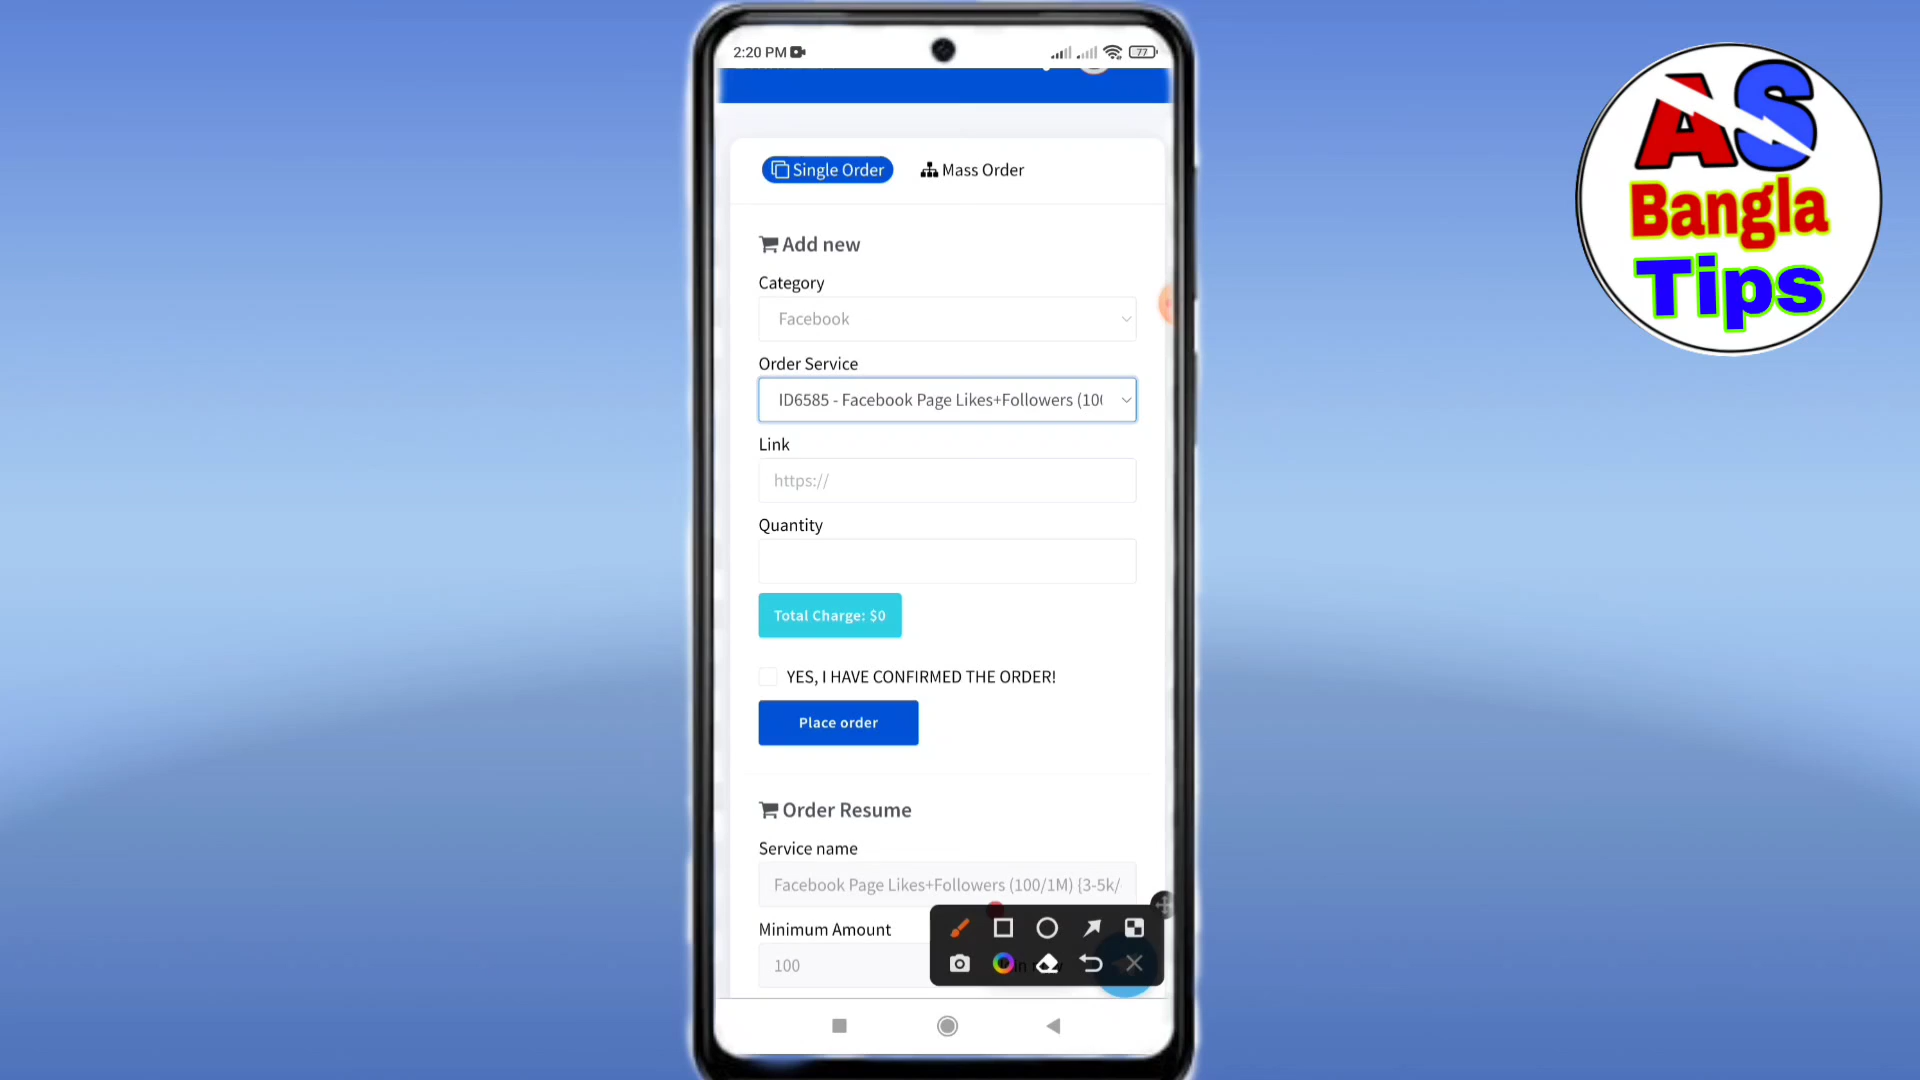 2:20 PM
77
Single Order
Mass Order
Add new
Category
Facebook
Order Service
ID6585 - Facebook Page Likes+Followers (10
Link
https://
Quantity
Total Charge: $0
YES, I HAVE CONFIRMED THE ORDER!
Place order
Order Resume
Service name
Facebook Page Likes+Followers (100/1M) {3-5k/
Minimum Amount
100
AS
Bangla
Tips